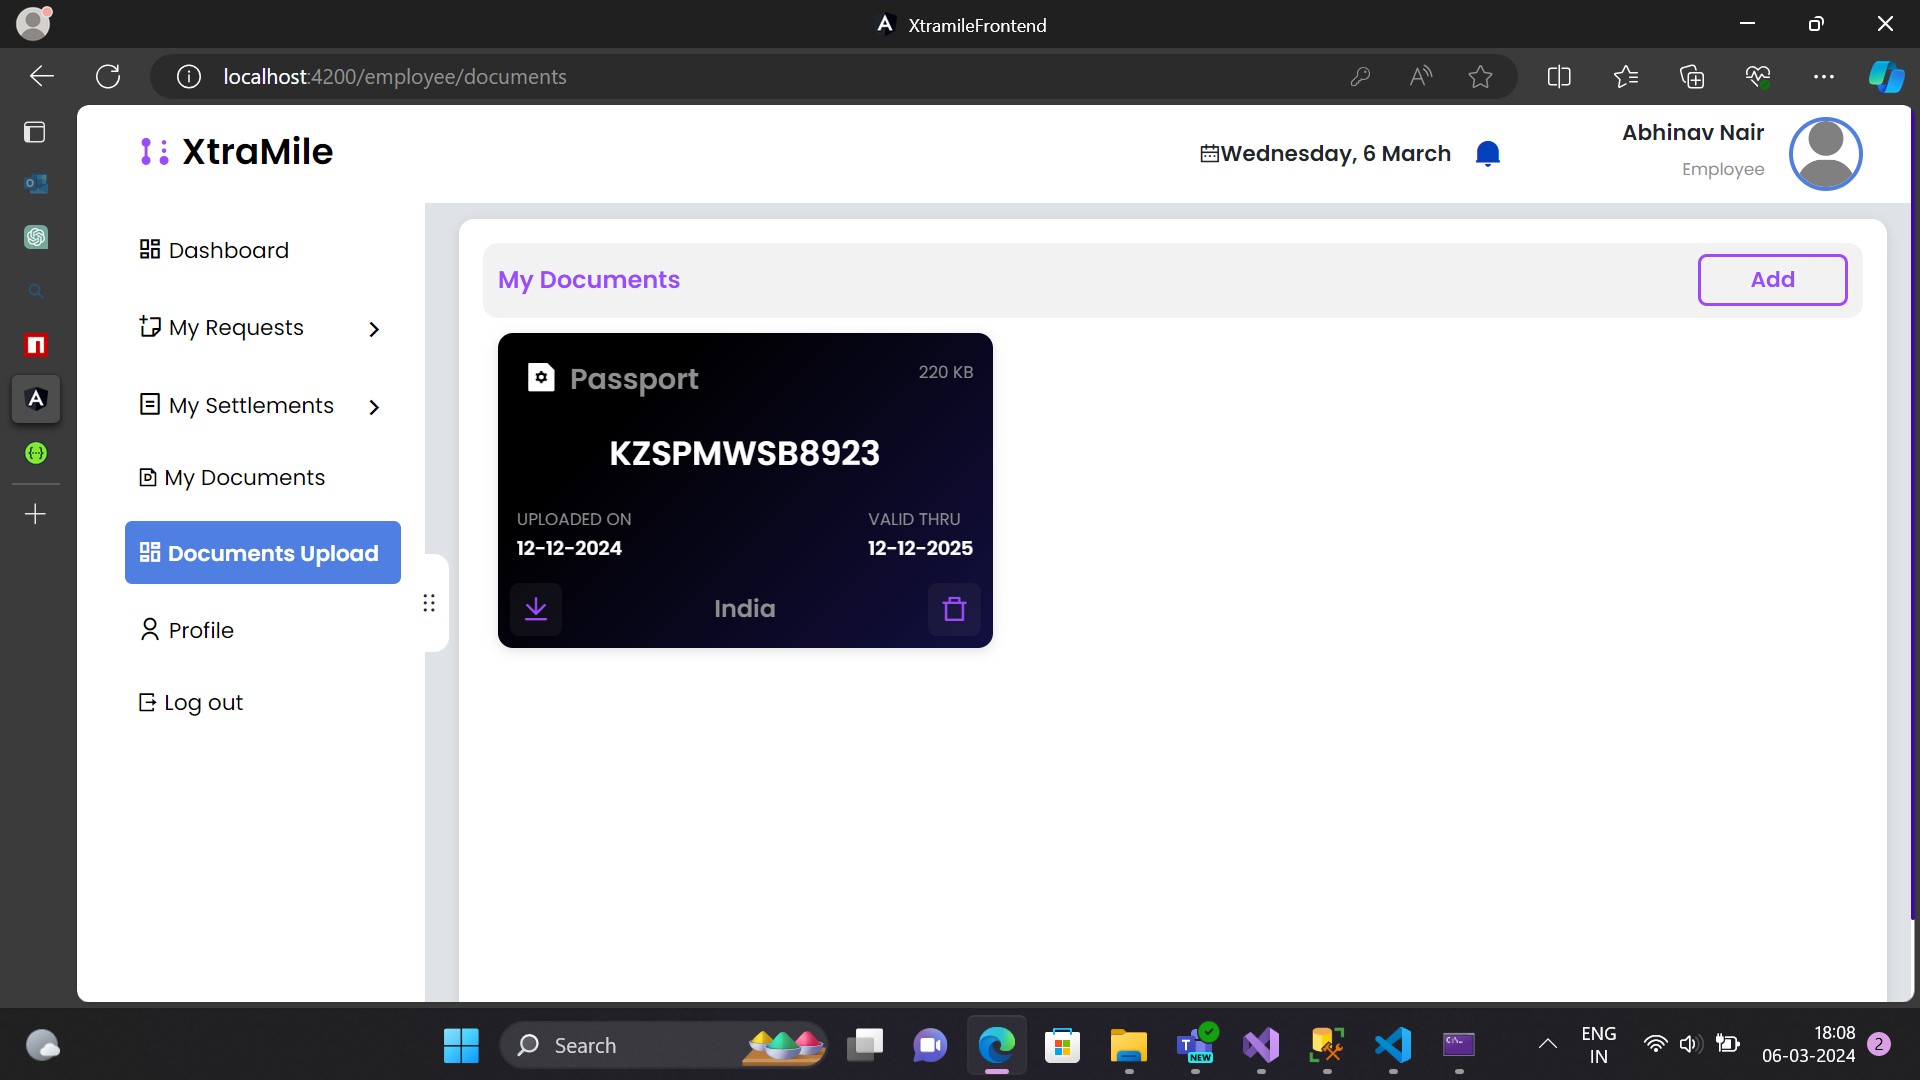 XtramileFrontend
localhost:4200/employee/documents
XtraMile
Wednesday, 6 March
Abhinav Nair
Employee
Dashboard
My Requests
My Settlements
My Documents
Documents Upload
Profile
Log out
My Documents
Add
Passport
220 KB
KZSPMWSB8923
UPLOADED ON
VALID THRU
12-12-2024
12-12-2025
India
Search
NEW
ENG
IN
18:08
06-03-2024
2